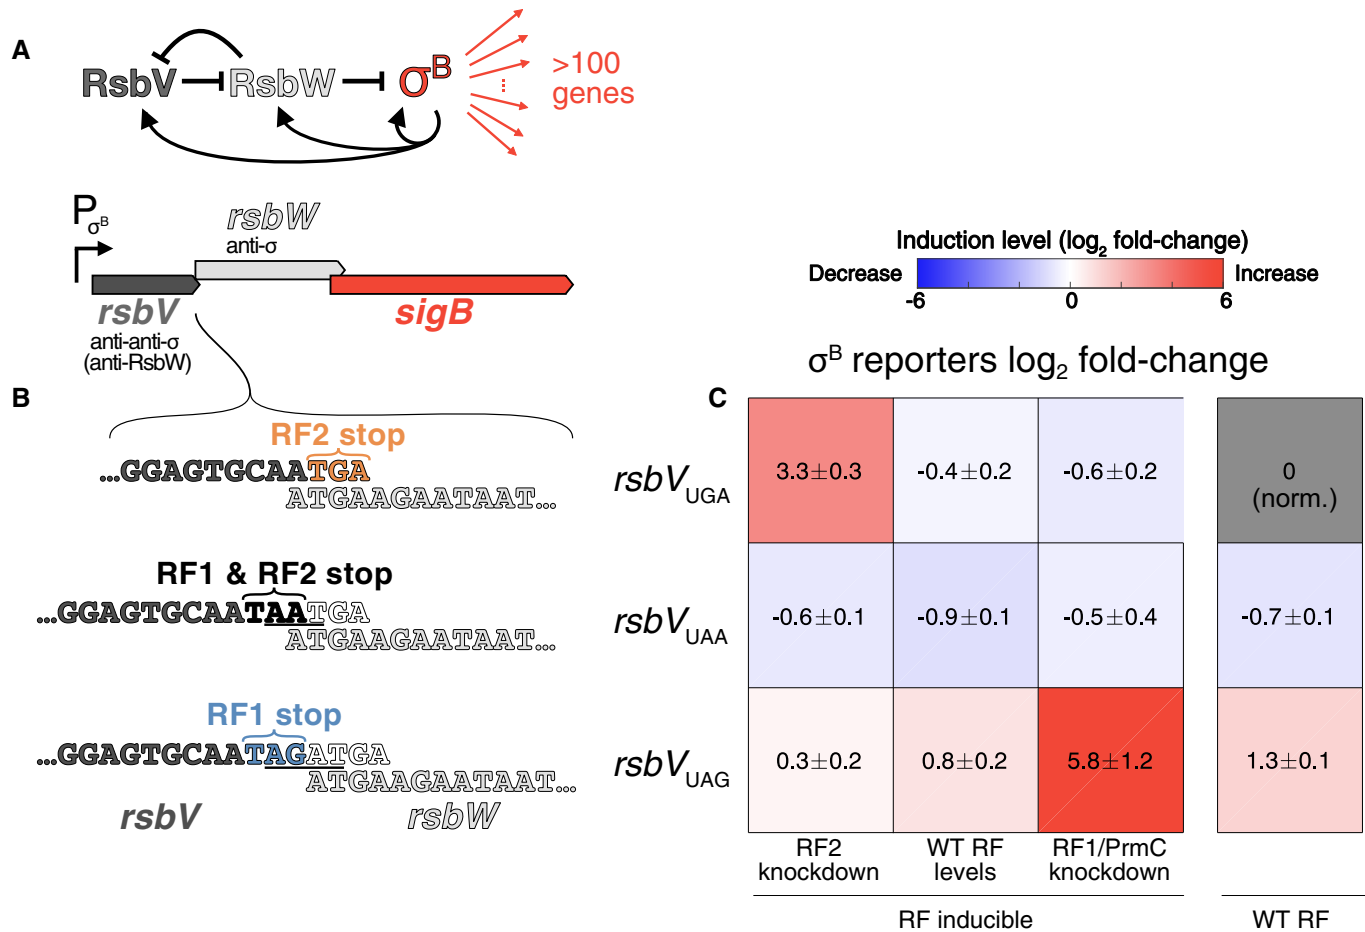 A
RsbV RsbW σB
>100
genes
PσB
rsbW
anti-σ
rsbV
sigB
anti-anti-σ
(anti-RsbW)
B
RF2 stop
...GGAGTGCAATGA
ATGAAGAATAAT...
RF1 & RF2 stop
...GGAGTGCAATAATGA
ATGAAGAATAAT...
RF1 stop
...GGAGTGCAATAGATGA
ATGAAGAATAAT...
rsbV
rsbW
Induction level (log2 fold-change)
Decrease
Increase
-6 0 6
σB reporters log2 fold-change
C
rsbVUGA 3.3±0.3 -0.4±0.2 -0.6±0.2 0
(norm.)
rsbVUAA -0.6±0.1 -0.9±0.1 -0.5±0.4 -0.7±0.1
rsbVUAG 0.3±0.2 0.8±0.2 5.8±1.2 1.3±0.1
RF2
knockdown
WT RF
levels
RF1/PrmC
knockdown
RF inducible
WT RF